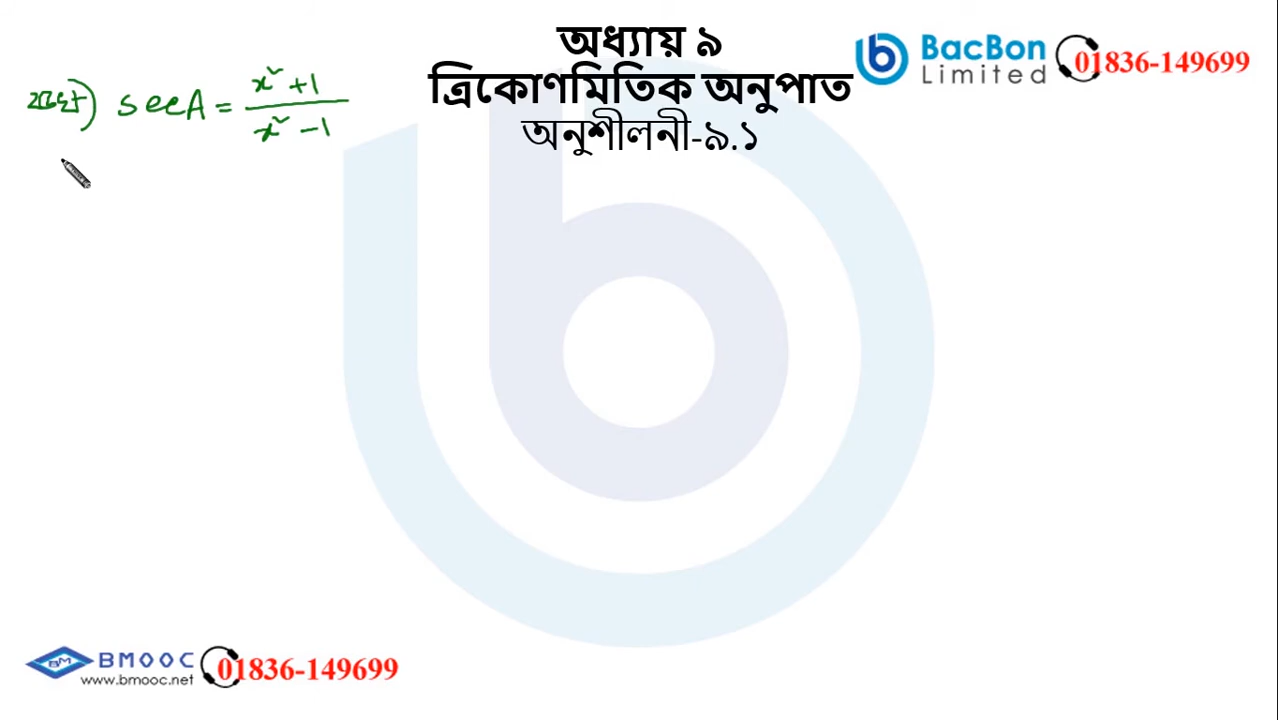 অধ্যায় ৯
ত্রিকোণমিতিক অনুপাত
অনুশীলনী-৯.১
BacBon
Limited
01836-149699
secA = x²+1 / x²-1
BMOOC
www.bmooc.net
01836-149699